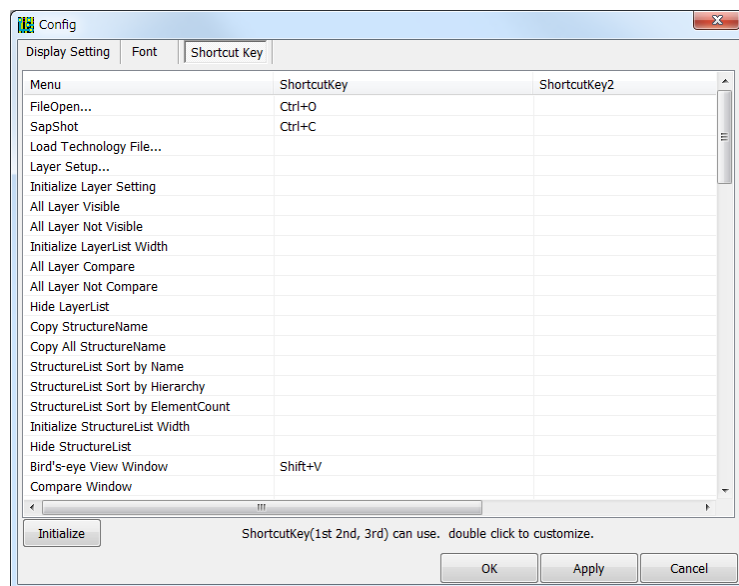 Config
Display Setting Font Shortcut Key
Menu ShortcutKey ShortcutKey2
FileOpen... Ctrl+O
SapShot Ctrl+C
Load Technology File...
Layer Setup...
Initialize Layer Setting
All Layer Visible
All Layer Not Visible
Initialize LayerList Width
All Layer Compare
All Layer Not Compare
Hide LayerList
Copy StructureName
Copy All StructureName
StructureList Sort by Name
StructureList Sort by Hierarchy
StructureList Sort by ElementCount
Initialize StructureList Width
Hide StructureList
Bird's-eye View Window Shift+V
Compare Window
Initialize ShortcutKey(1st 2nd, 3rd) can use. double click to customize.
OK Apply Cancel